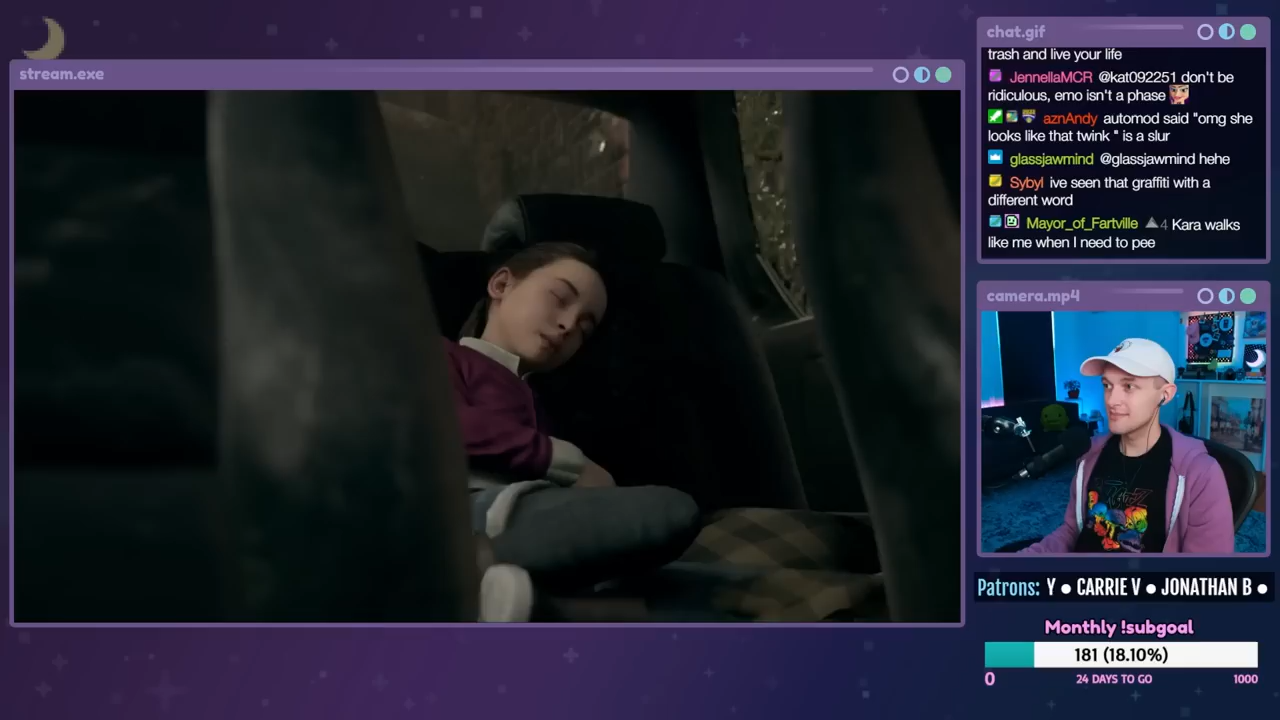 stream.exe
chat.gif
trash and live your life
JennellaMCR @kat092251 don't be
ridiculous, emo isn't a phase
aznAndy automod said "omg she
looks like that twink " is a slur
glassjawmind @glassjawmind hehe
Sybyl ive seen that graffiti with a
different word
Mayor_of_Fartville 4 Kara walks
like me when I need to pee
camera.mp4
Patrons: Y ● CARRIE V ● JONATHAN B ●
Monthly !subgoal
181 (18.10%)
0 24 DAYS TO GO 1000